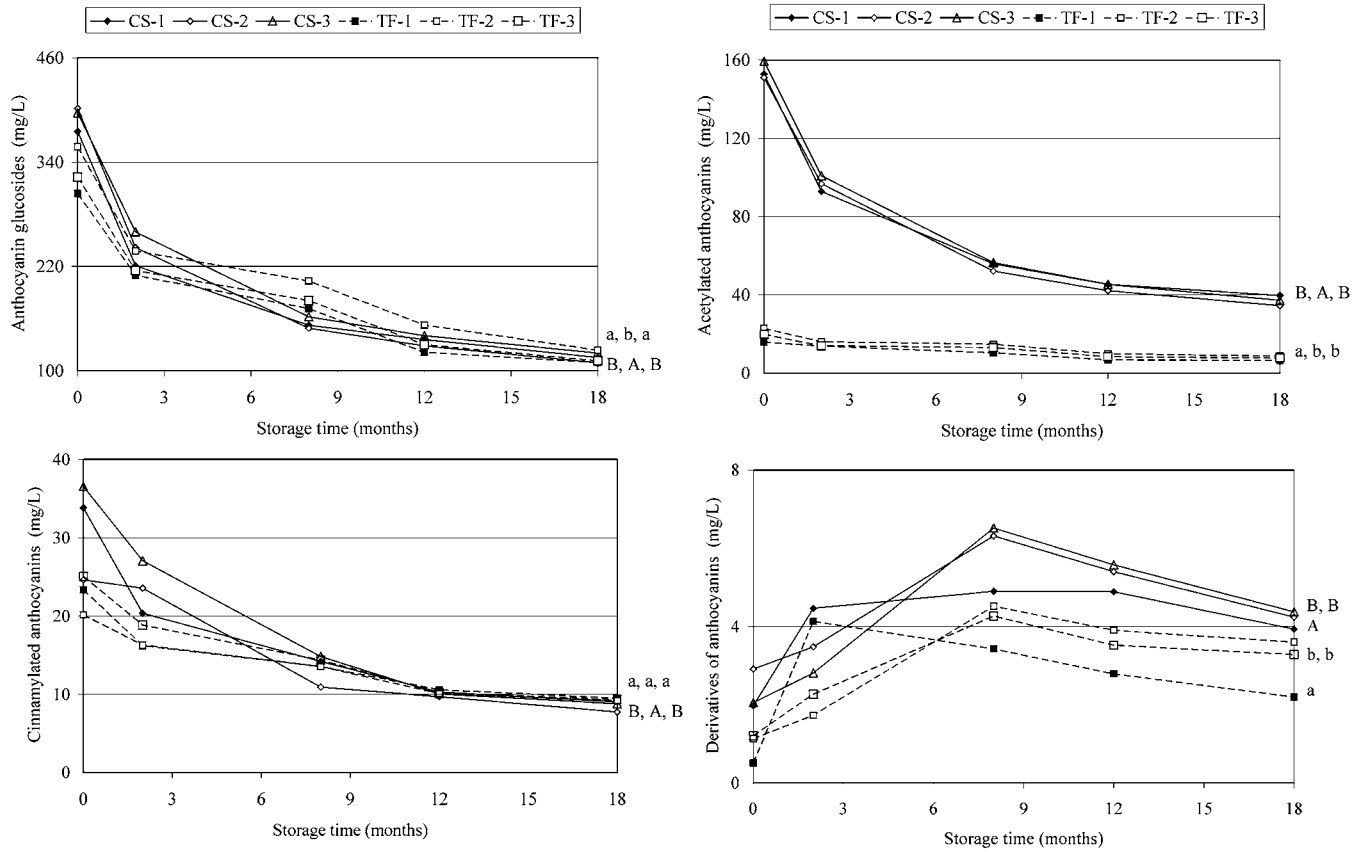 CS-1 CS-2 CS-3 TF-1 TF-2 TF-3
Anthocyanin glucosides (mg/L)
460
340
220
100
0 3 6 9 12 15 18
Storage time (months)
a, b, a
B, A, B
CS-1 CS-2 CS-3 TF-1 TF-2 TF-3
Acetylated anthocyanins (mg/L)
160
120
80
40
0
0 3 6 9 12 15 18
Storage time (months)
B, A, B
a, b, b
Cinnamylated anthocyanins (mg/L)
40
30
20
10
0
0 3 6 9 12 15 18
Storage time (months)
a, a, a
B, A, B
Derivatives of anthocyanins (mg/L)
8
4
0
0 3 6 9 12 15 18
Storage time (months)
B, B
A
b, b
a